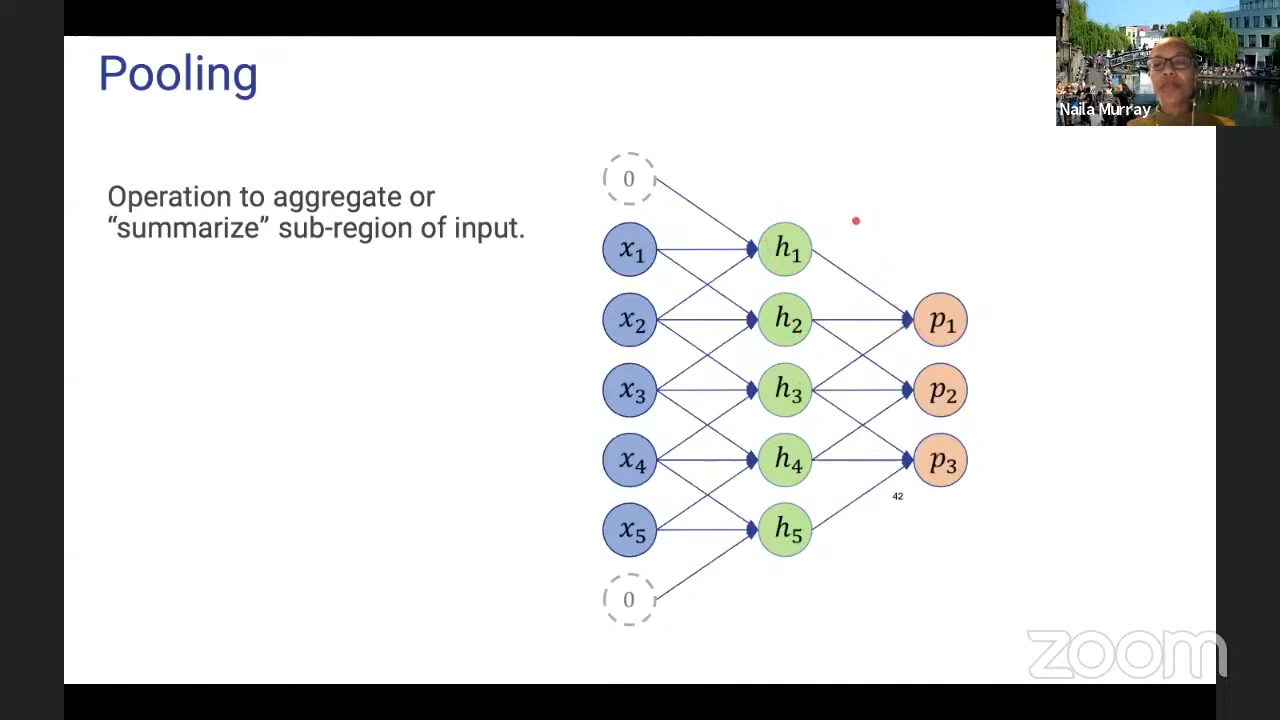 Pooling
Naila Murray
Operation to aggregate or
“summarize” sub-region of input.
0
x1
h1
x2
h2
p1
x3
h3
p2
x4
h4
p3
42
x5
h5
0
zoom